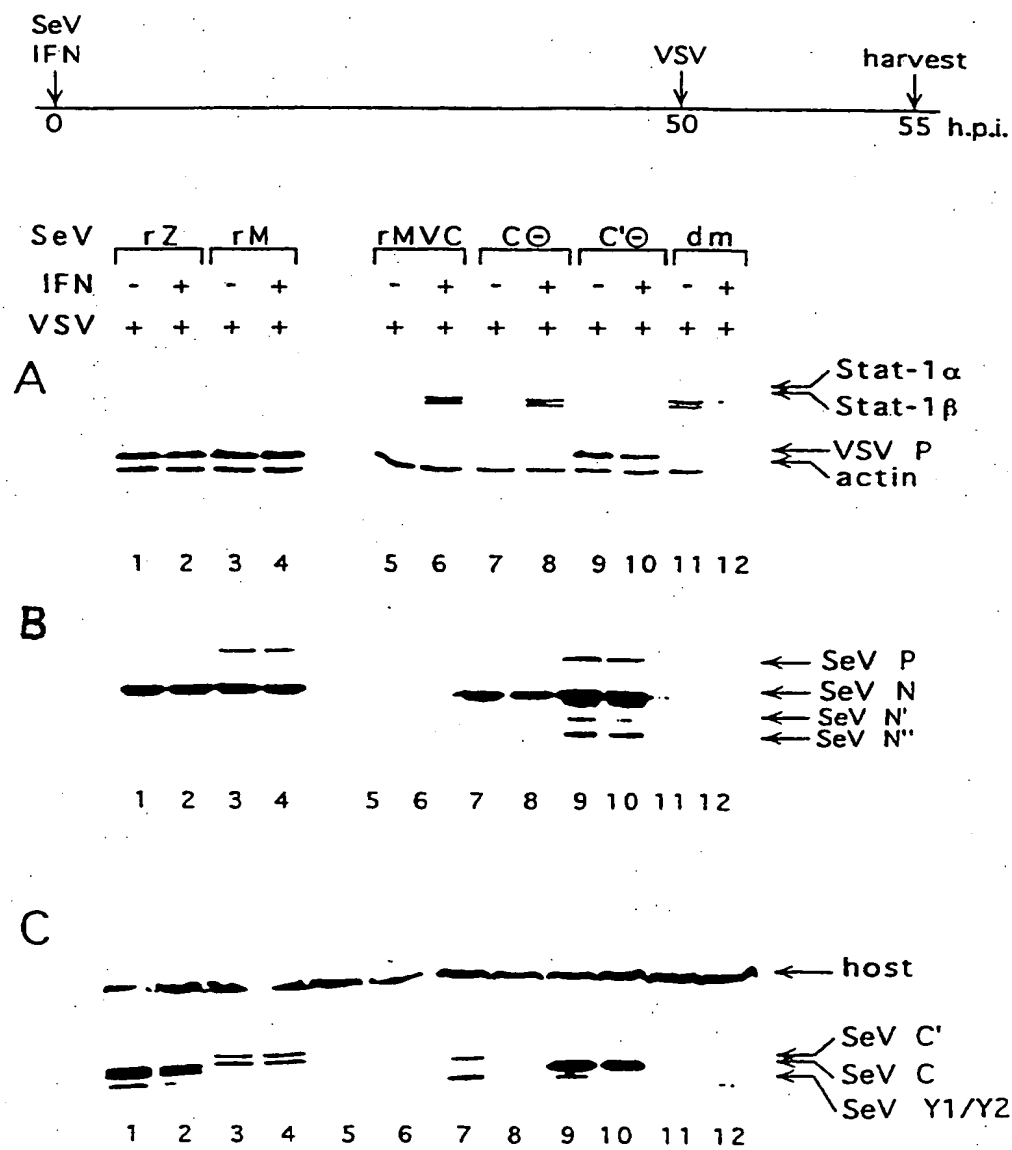 SeV
IFN
VSV
harvest
0
50
55 h.p.i.
SeV rZ rM rMVC C⊖ C'⊖ dm
IFN - + - + - + - + - + - +
VSV + + + + + + + + + + + +
A
Stat-1α
Stat-1β
VSV P
actin
1 2 3 4 5 6 7 8 9 10 11 12
B
SeV P
SeV N
SeV N'
SeV N"
1 2 3 4 5 6 7 8 9 10 11 12
C
host
SeV C'
SeV C
SeV Y1/Y2
1 2 3 4 5 6 7 8 9 10 11 12